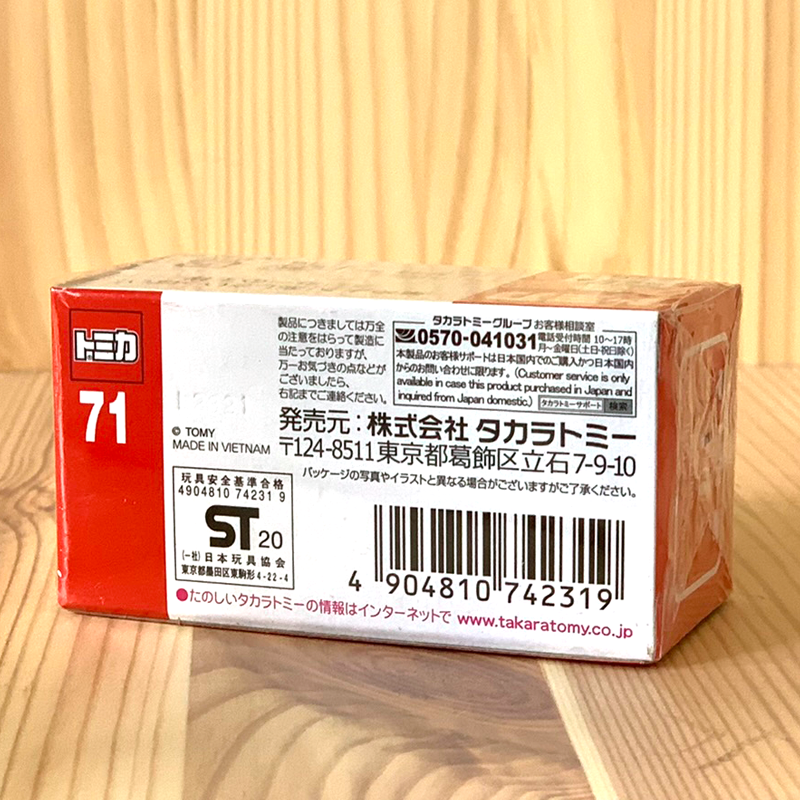 トミカ
71
製品につきましては万全
の注意をはらって製造に
当たっておりますが、
万一お気づきの点などが
ございましたら、
右記までご連絡ください。
タカラトミーグループ お客様相談室
0570-041031
電話受付時間 10〜17時
月〜金曜日(土・日・祝日除く)
本製品のお客様サポートは日本国内でのご購入かつ日本国内
からのお問い合わせに限ります。(Customer service is only
available in case this product purchased in Japan and
inquired from Japan domestic.)
タカラトミーサポート 検索
© TOMY
MADE IN VIETNAM
発売元：株式会社 タカラトミー
〒124-8511東京都葛飾区立石7-9-10
パッケージの写真やイラストと異なる場合がございますがご了承ください。
玩具安全基準合格
4904810 74231 9
ST 20
(一社)日本玩具協会
東京都墨田区東駒形4-22-4
4 904810 742319
●たのしいタカラトミーの情報はインターネットで www.takaratomy.co.jp